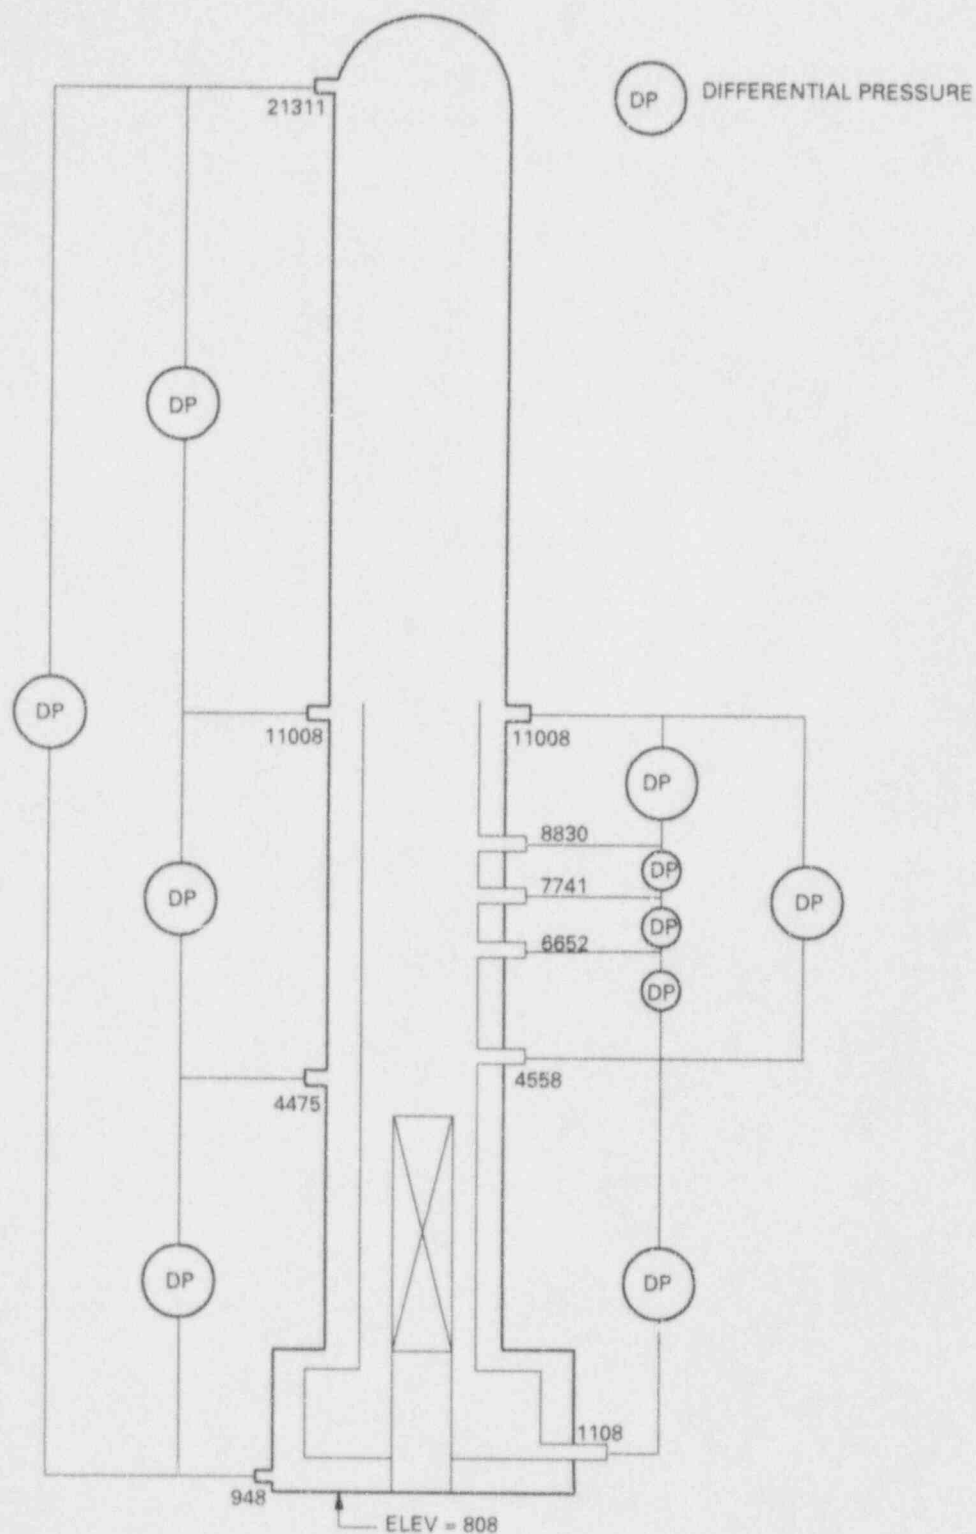 DP DIFFERENTIAL PRESSURE
21311
DP
DP
11008
11008
DP
8830
DP
7741
DP
DP
DP
6652
DP
4475
4558
DP
DP
1108
948
ELEV = 808